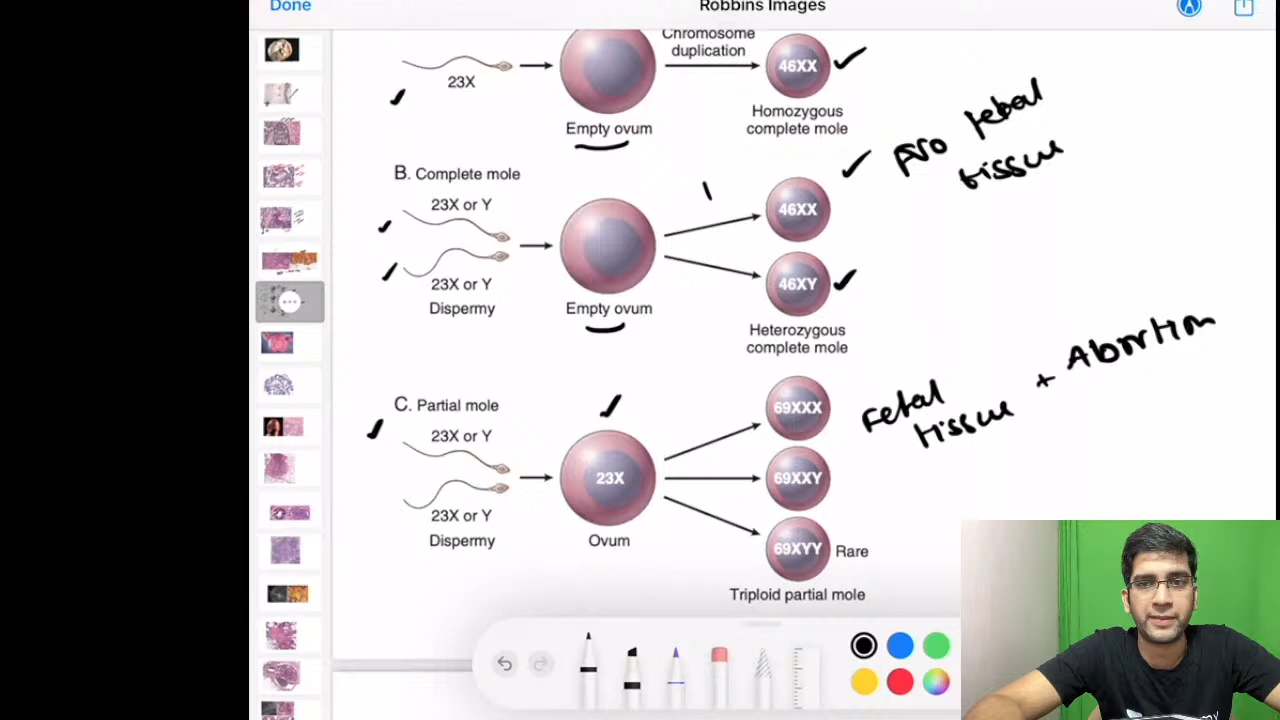 Done
Robbins Images
Chromosome
duplication
23X
46XX
Empty ovum
Homozygous
complete mole
B. Complete mole
23X or Y
23X or Y
Dispermy
Empty ovum
46XX
46XY
Heterozygous
complete mole
tissue
C. Partial mole
23X or Y
23X or Y
Dispermy
23X
Ovum
69XXX
69XXY
69XYY
Rare
Triploid partial mole
Fetal
tissue
+ Abortion